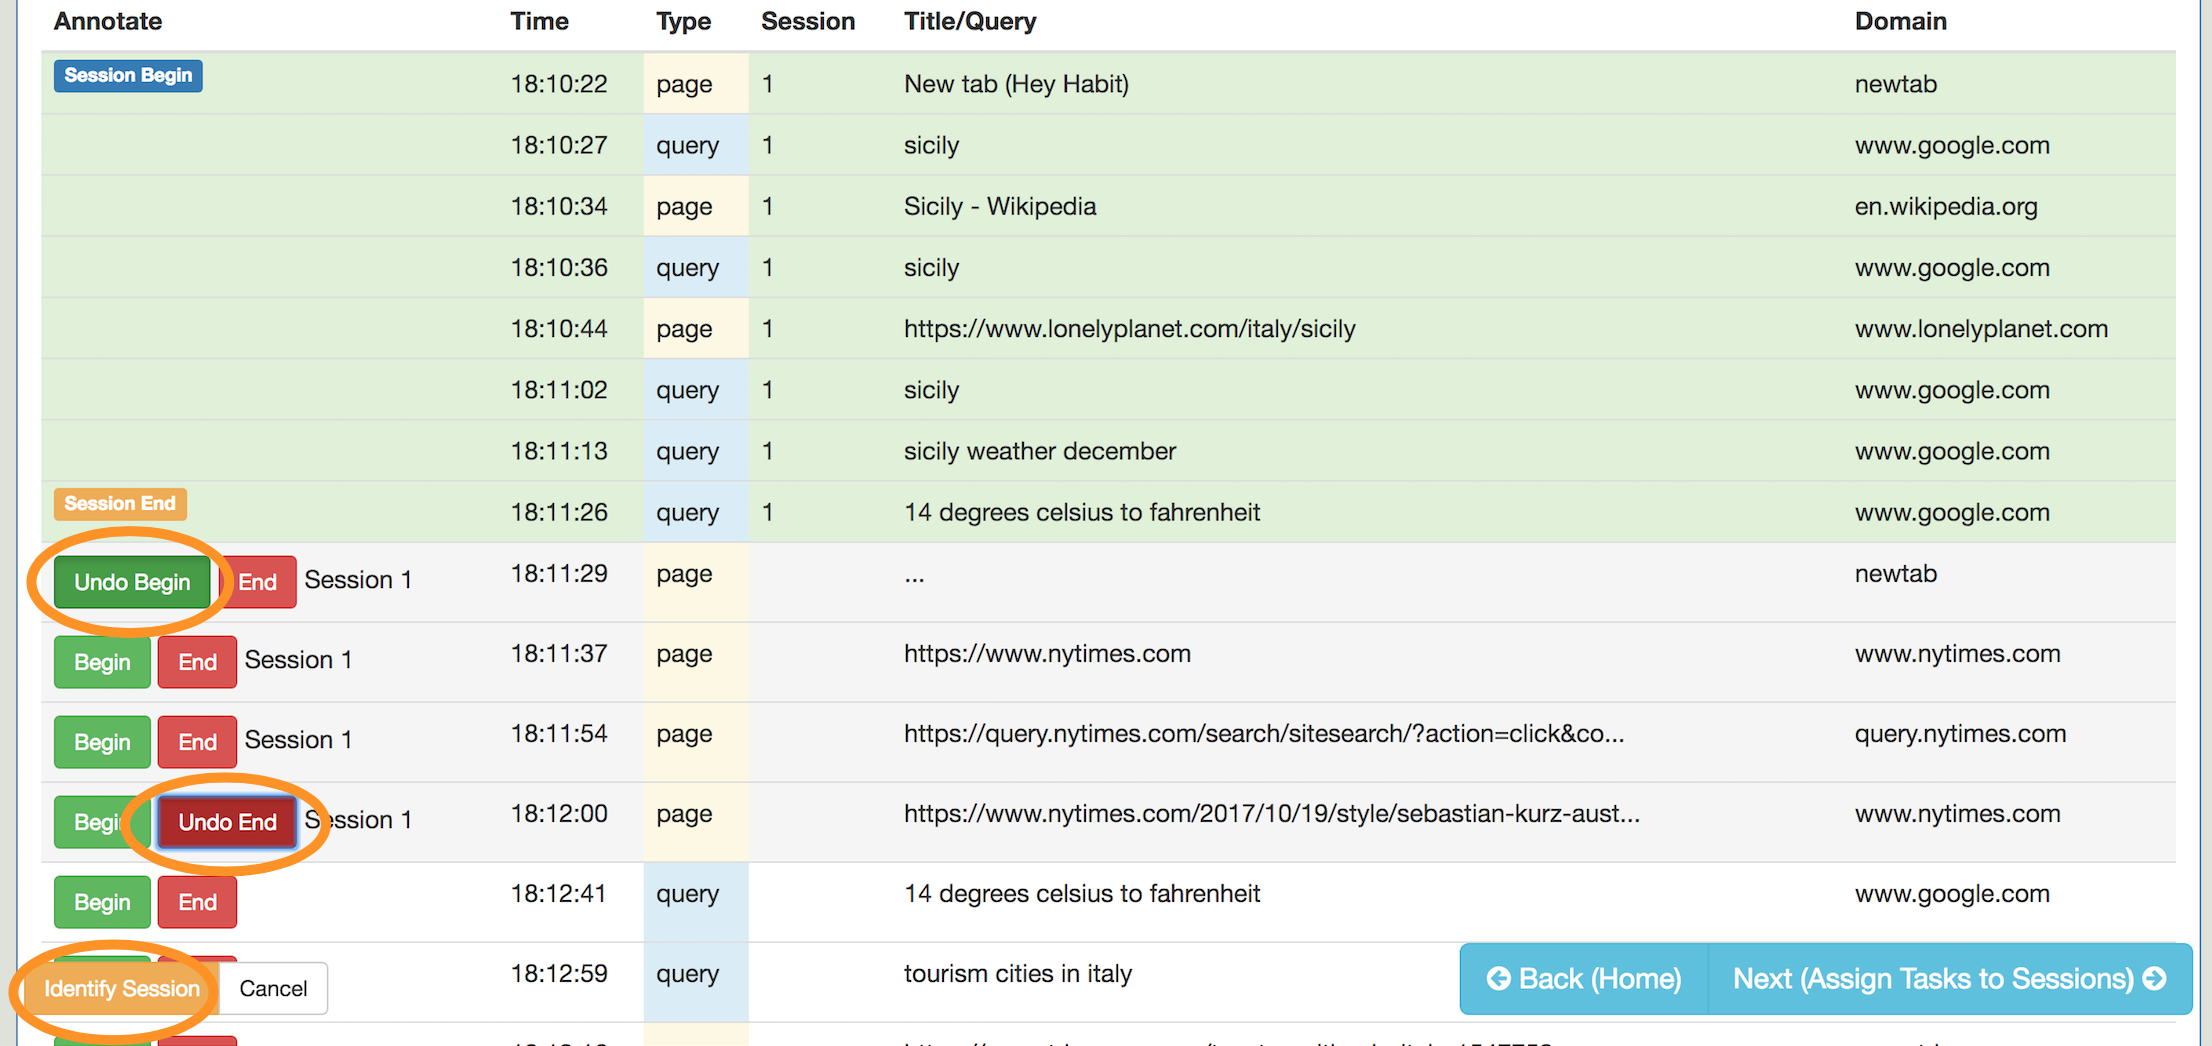 Annotate Time Type Session Title/Query Domain
Session Begin 18:10:22 page 1 New tab (Hey Habit) newtab
18:10:27 query 1 sicily www.google.com
18:10:34 page 1 Sicily - Wikipedia en.wikipedia.org
18:10:36 query 1 sicily www.google.com
18:10:44 page 1 https://www.lonelyplanet.com/italy/sicily www.lonelyplanet.com
18:11:02 query 1 sicily www.google.com
18:11:13 query 1 sicily weather december www.google.com
Session End 18:11:26 query 1 14 degrees celsius to fahrenheit www.google.com
Undo Begin End Session 1 18:11:29 page ... newtab
Begin End Session 1 18:11:37 page https://www.nytimes.com www.nytimes.com
Begin End Session 1 18:11:54 page https://query.nytimes.com/search/sitesearch/?action=click&co... query.nytimes.com
Begin Undo End Session 1 18:12:00 page https://www.nytimes.com/2017/10/19/style/sebastian-kurz-aust... www.nytimes.com
Begin End 18:12:41 query 14 degrees celsius to fahrenheit www.google.com
Identify Session Cancel 18:12:59 query tourism cities in italy Back (Home) Next (Assign Tasks to Sessions)